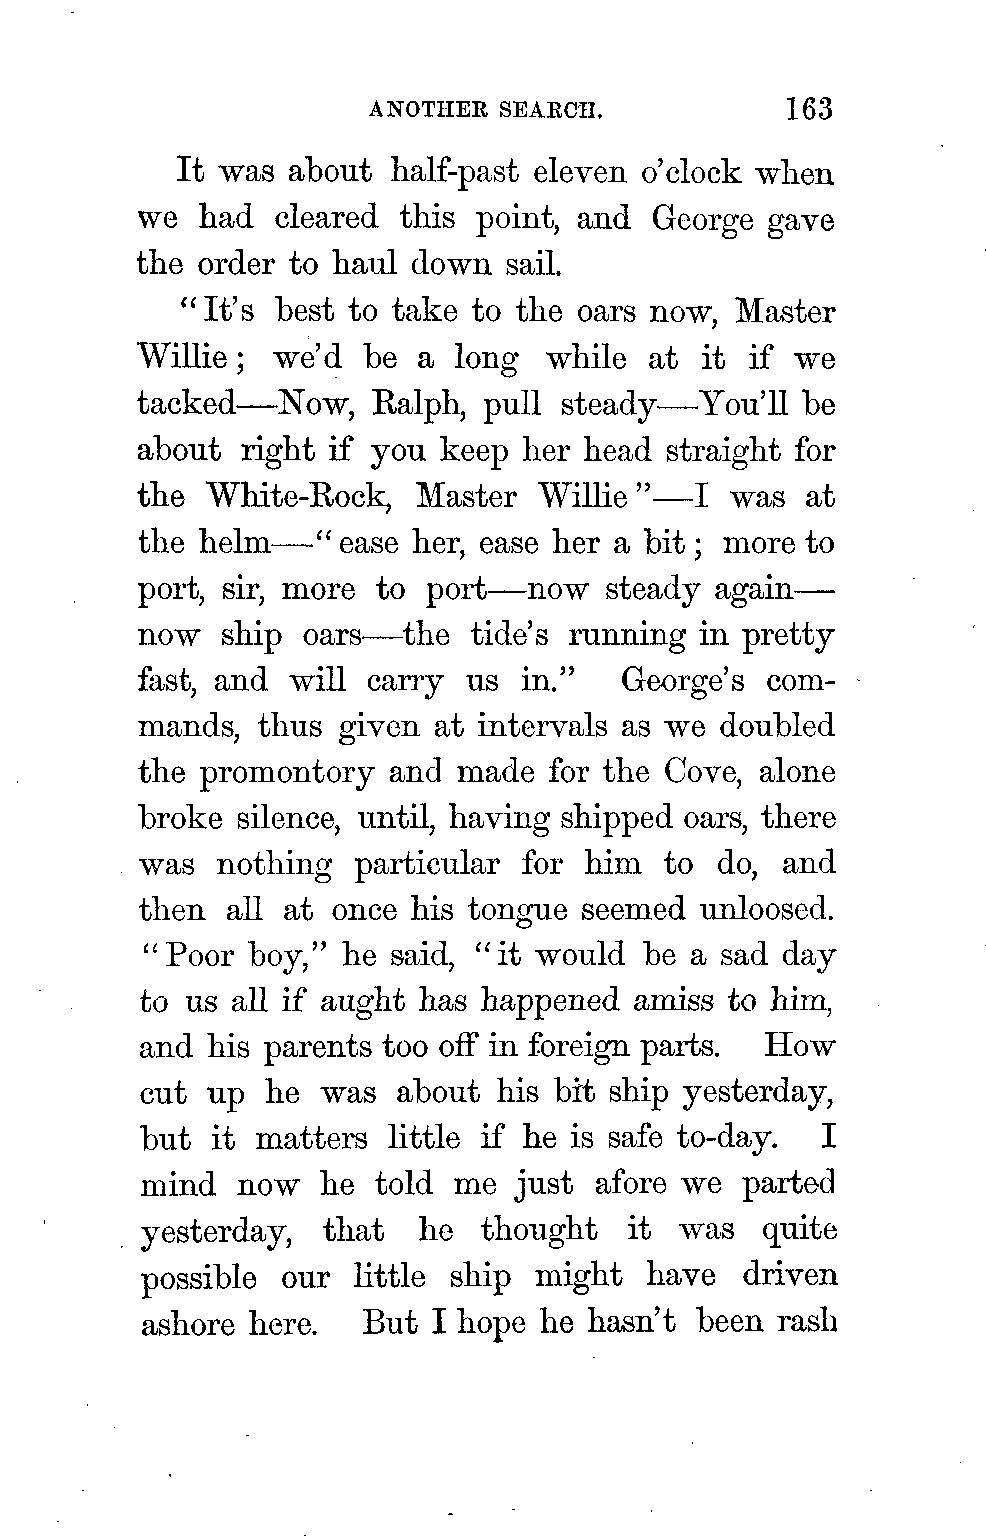 ANOTHER SEARCH. 163
It was about half-past eleven o'clock when
we had cleared this point, and George gave
the order to haul down sail.
"It's best to take to the oars now, Master
Willie; we'd be a long while at it if we
tacked—Now, Ralph, pull steady—You'll be
about right if you keep her head straight for
the White-Rock, Master Willie"—I was at
the helm—"ease her, ease her a bit; more to
port, sir, more to port—now steady again—
now ship oars—the tide's running in pretty
fast, and will carry us in." George's com-
mands, thus given at intervals as we doubled
the promontory and made for the Cove, alone
broke silence, until, having shipped oars, there
was nothing particular for him to do, and
then all at once his tongue seemed unloosed.
"Poor boy," he said, "it would be a sad day
to us all if aught has happened amiss to him,
and his parents too off in foreign parts. How
cut up he was about his bit ship yesterday,
but it matters little if he is safe to-day. I
mind now he told me just afore we parted
yesterday, that he thought it was quite
possible our little ship might have driven
ashore here. But I hope he hasn't been rash